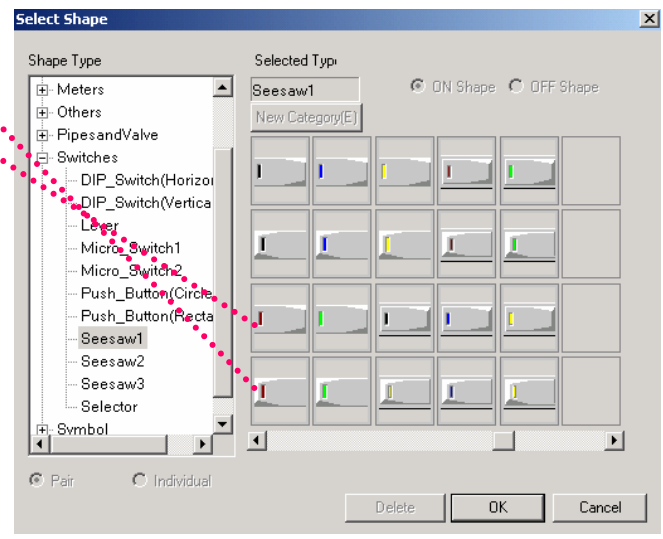 Select Shape
Shape Type
Selected Typ
Meters
Others
PipesandValve
Switches
DIP_Switch(Horizor
DIP_Switch(Vertica
Lever
Micro_Switch1
Micro_Switch2
Push_Button(Circle
Push_Button(Recta
Seesaw1
Seesaw2
Seesaw3
Selector
Symbol
Seesaw1
ON Shape OFF Shape
New Category(E)
Pair Individual
Delete OK Cancel